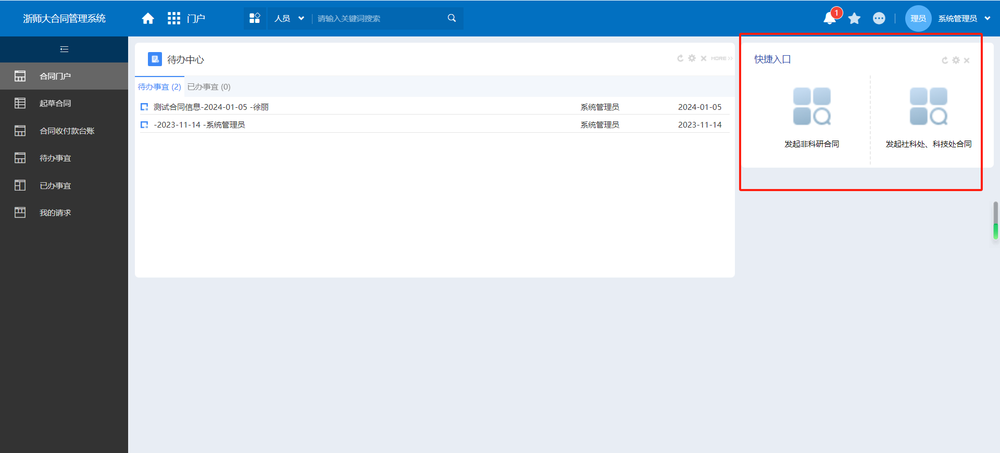 浙师大合同管理系统
门户
人员
请输入关键词搜索
1
理员
系统管理员
合同门户
起草合同
合同收付款台账
待办事宜
已办事宜
我的请求
待办中心
MORE
待办事宜 (2)
已办事宜 (0)
测试合同信息-2024-01-05 -徐丽
系统管理员
2024-01-05
-2023-11-14 -系统管理员
系统管理员
2023-11-14
快捷入口
发起非科研合同
发起社科处、科技处合同